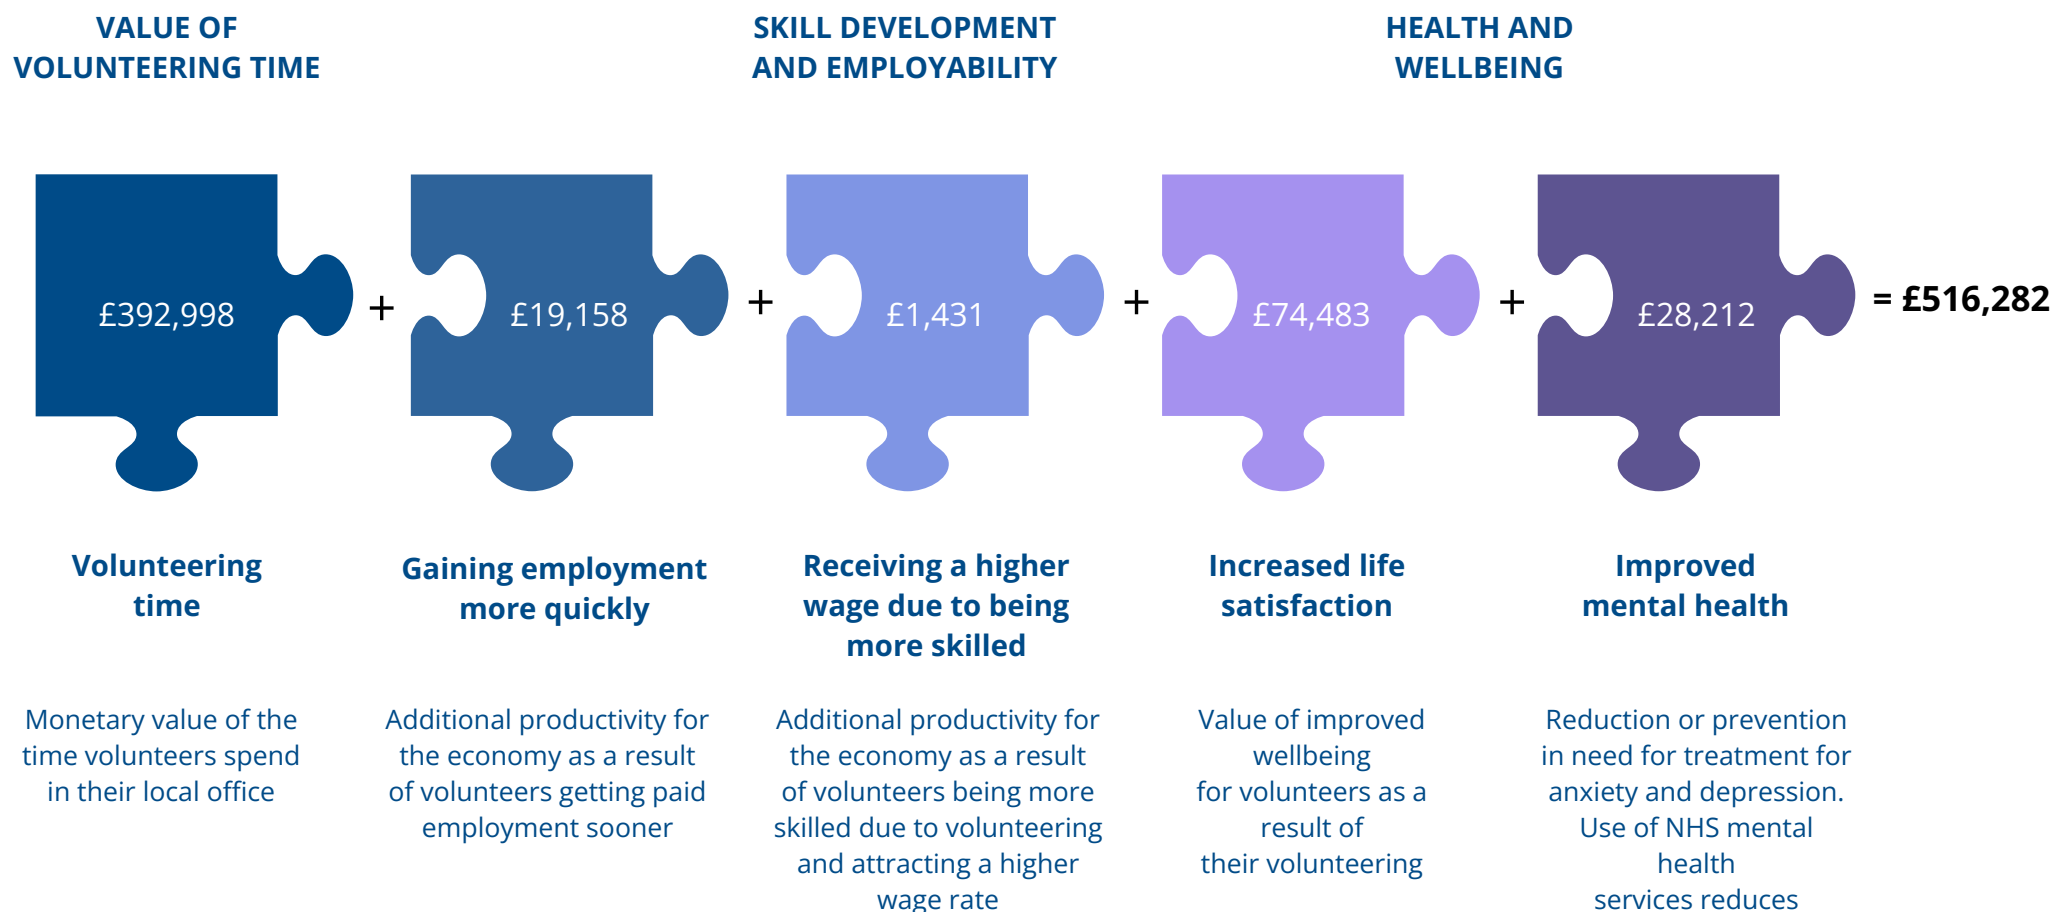 VALUE OF
VOLUNTEERING TIME
SKILL DEVELOPMENT
AND EMPLOYABILITY
HEALTH AND
WELLBEING
£392,998
+
£19,158
+
£1,431
+
£74,483
+
£28,212
= £516,282
Volunteering
time
Gaining employment
more quickly
Receiving a higher
wage due to being
more skilled
Increased life
satisfaction
Improved
mental health
Monetary value of the
time volunteers spend
in their local office
Additional productivity for
the economy as a result
of volunteers getting paid
employment sooner
Additional productivity for
the economy as a result
of volunteers being more
skilled due to volunteering
and attracting a higher
wage rate
Value of improved
wellbeing
for volunteers as a
result of
their volunteering
Reduction or prevention
in need for treatment for
anxiety and depression.
Use of NHS mental
health
services reduces